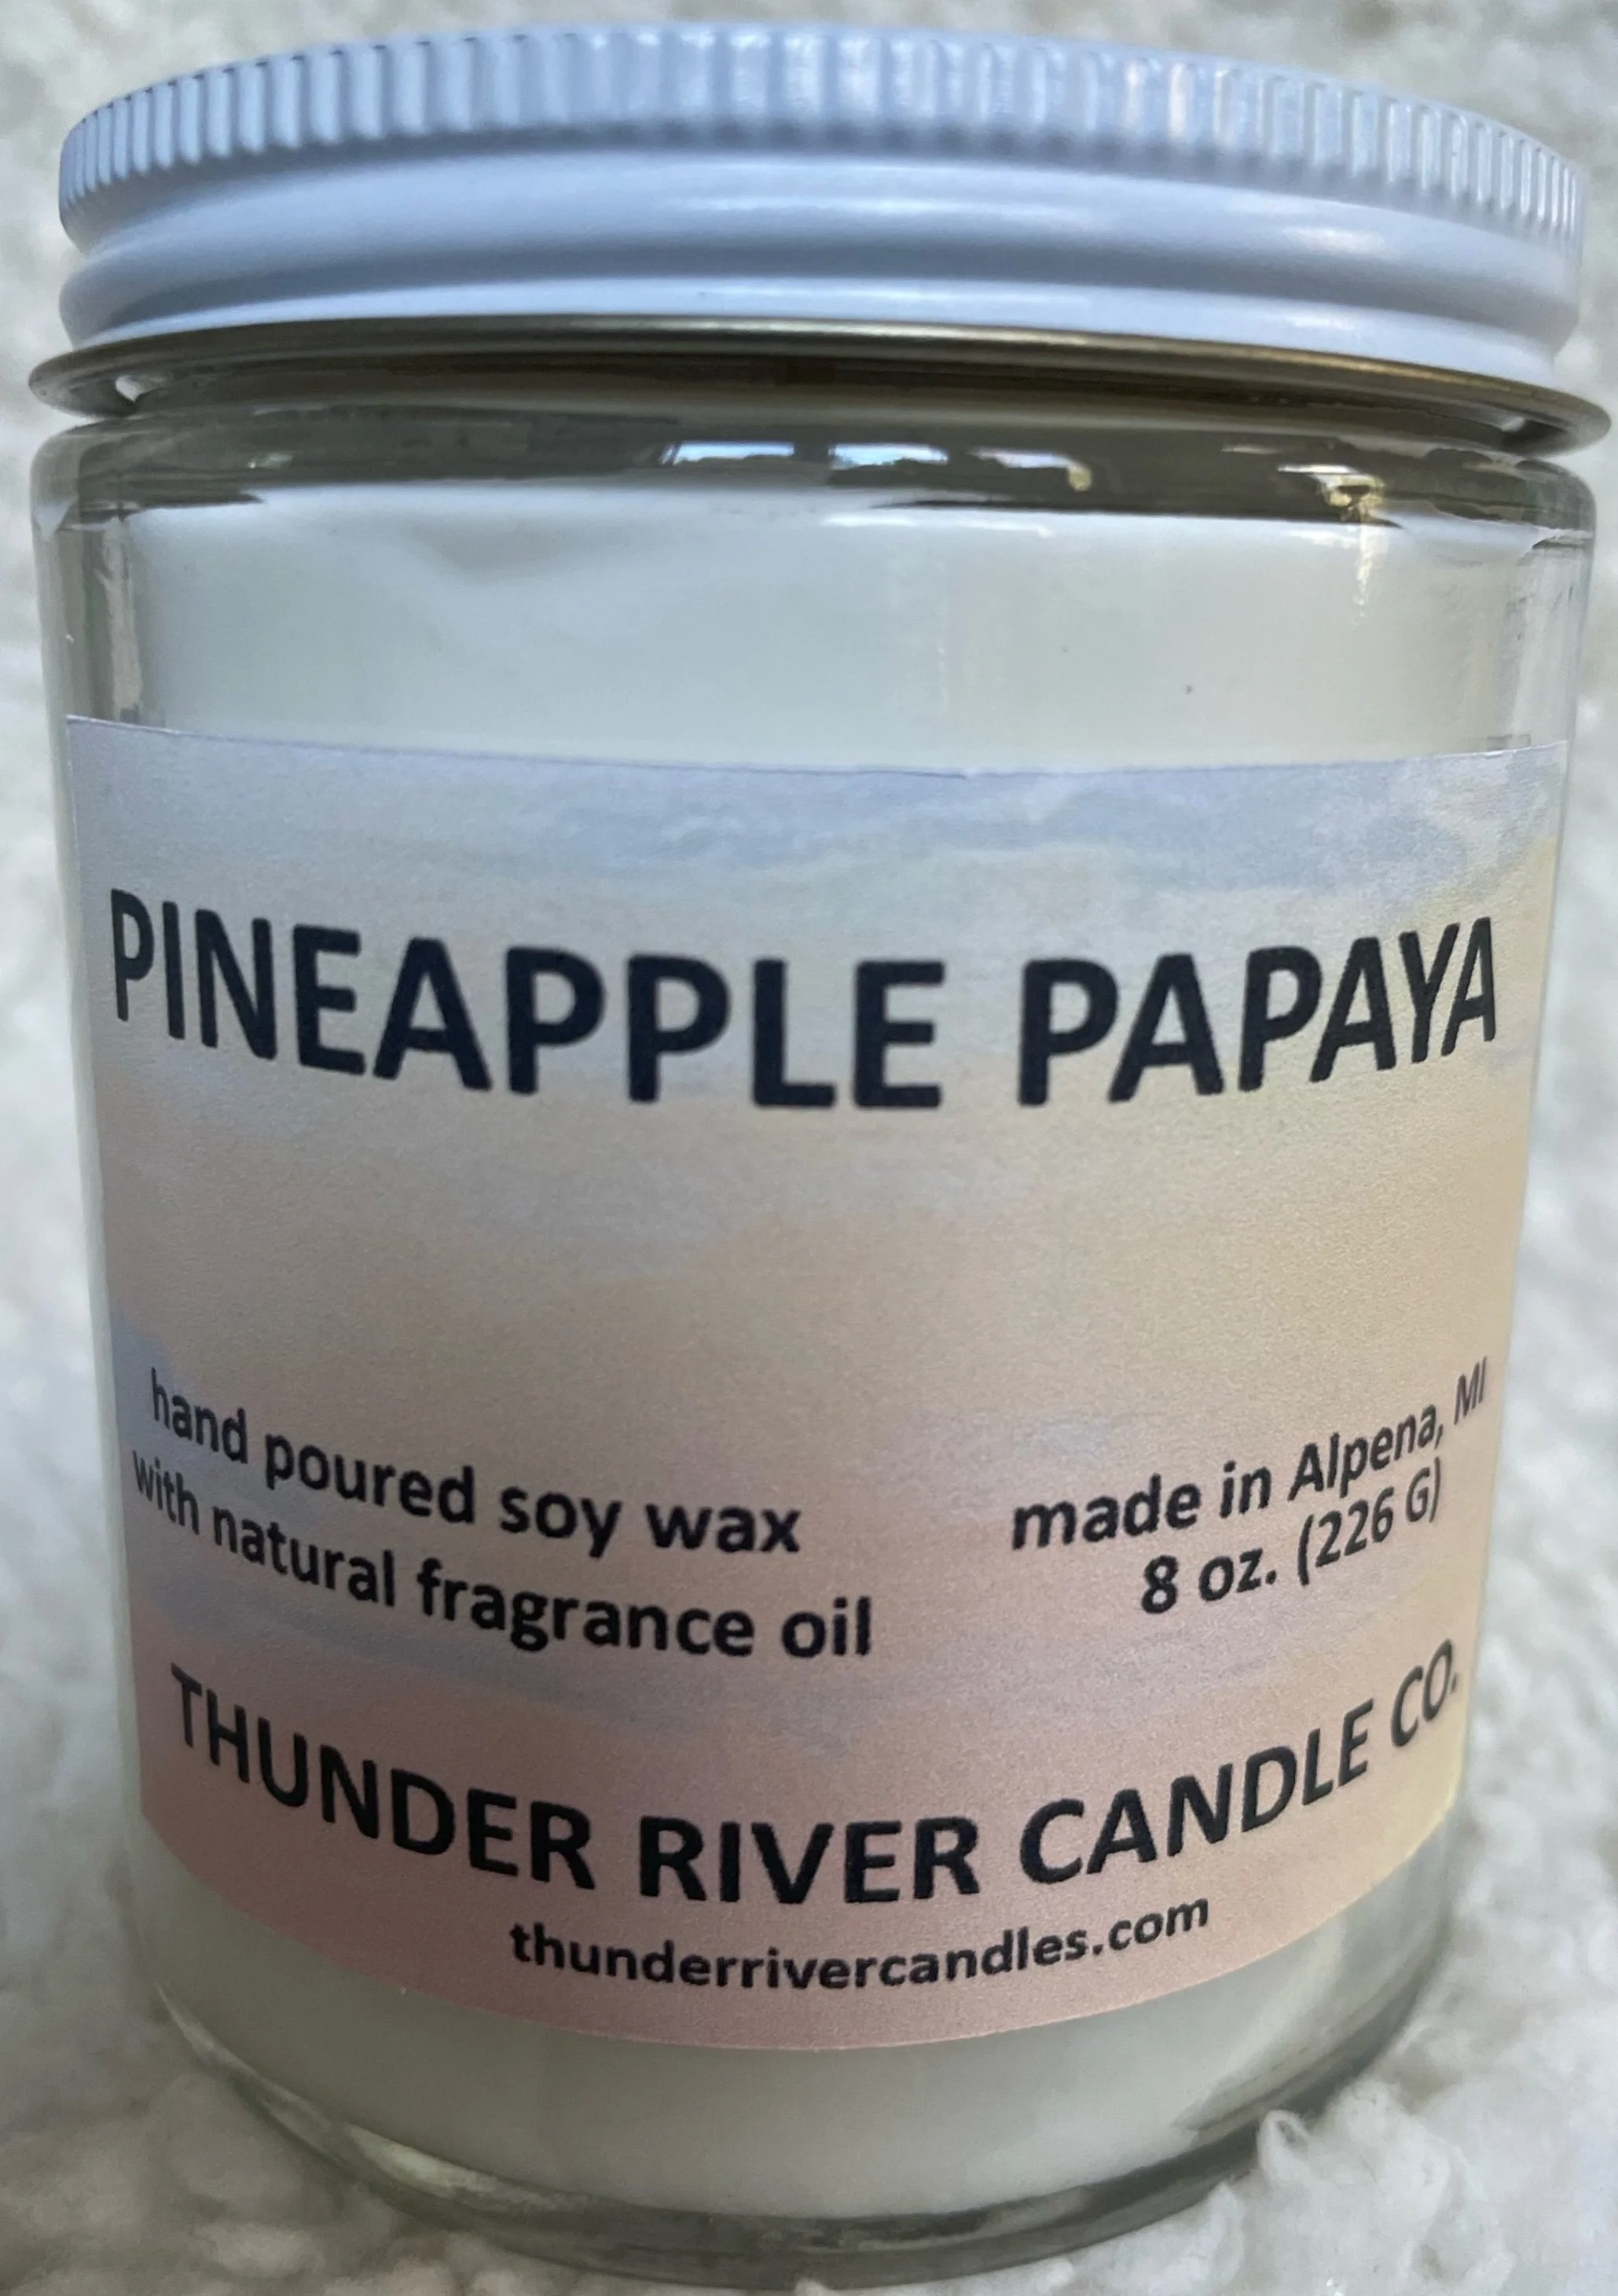 PINEAPPLE PAPAYA
hand poured soy wax
with natural fragrance oil
made in Alpena, MI
8 oz. (226 G)
THUNDER RIVER CANDLE CO.
thunderrivercandles.com